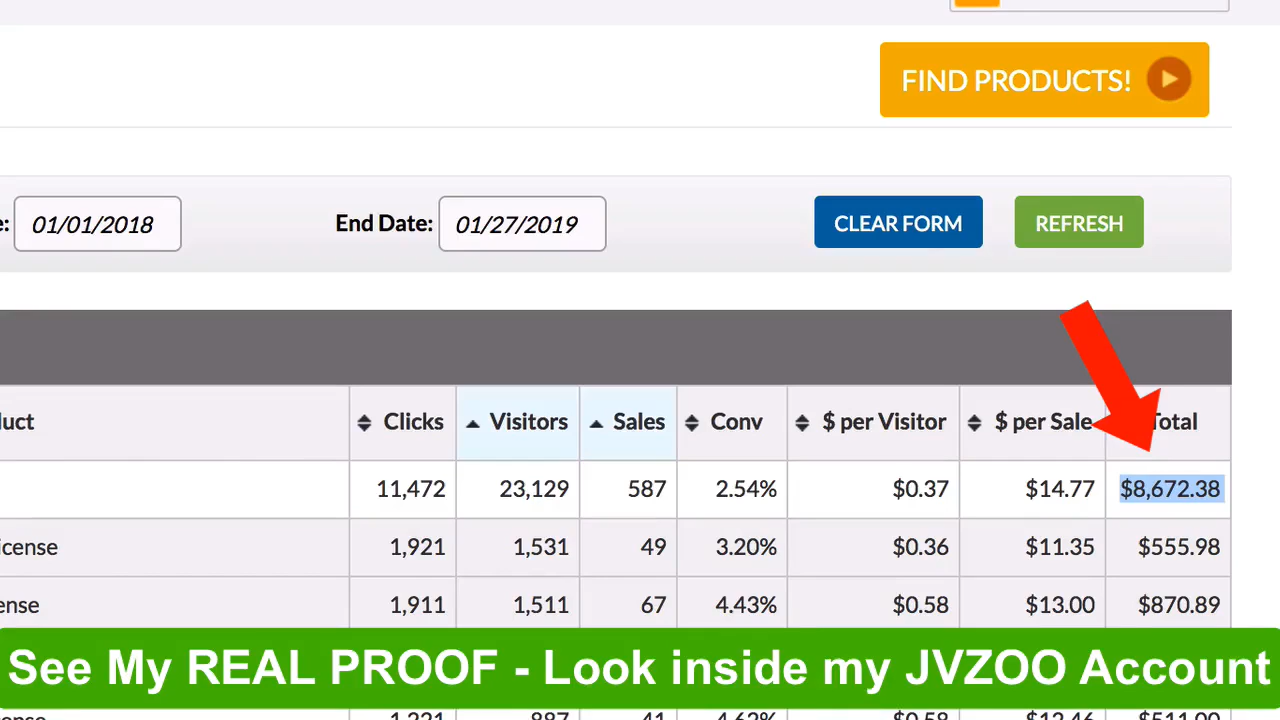 FIND PRODUCTS!
e: 01/01/2018 End Date: 01/27/2019 CLEAR FORM REFRESH
duct Clicks Visitors Sales Conv $ per Visitor $ per Sale Total
11,472 23,129 587 2.54% $0.37 $14.77 $8,672.38
icense 1,921 1,531 49 3.20% $0.36 $11.35 $555.98
ense 1,911 1,511 67 4.43% $0.58 $13.00 $870.89
See My REAL PROOF - Look inside my JVZOO Account